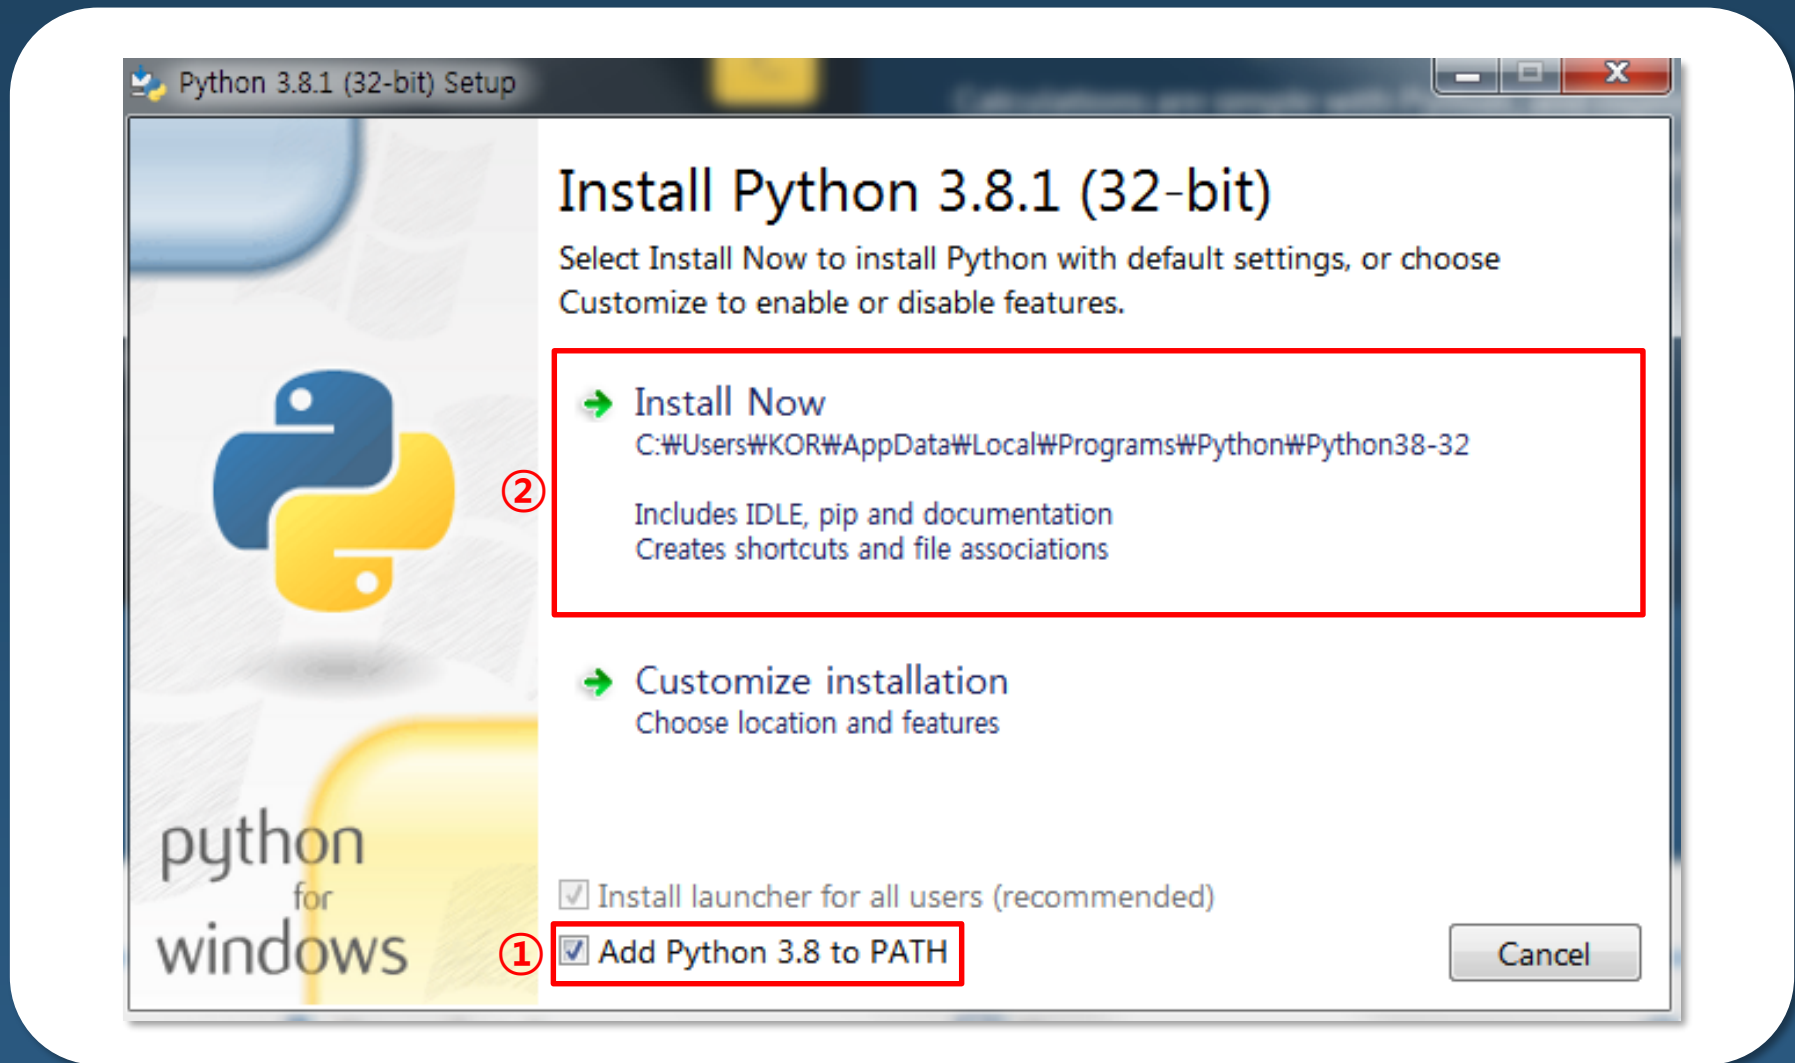 Python 3.8.1 (32-bit) Setup
Install Python 3.8.1 (32-bit)
Select Install Now to install Python with default settings, or choose
Customize to enable or disable features.
②
Install Now
C:₩Users₩KOR₩AppData₩Local₩Programs₩Python₩Python38-32
Includes IDLE, pip and documentation
Creates shortcuts and file associations
Customize installation
Choose location and features
python
for
windows
Install launcher for all users (recommended)
①
Add Python 3.8 to PATH
Cancel